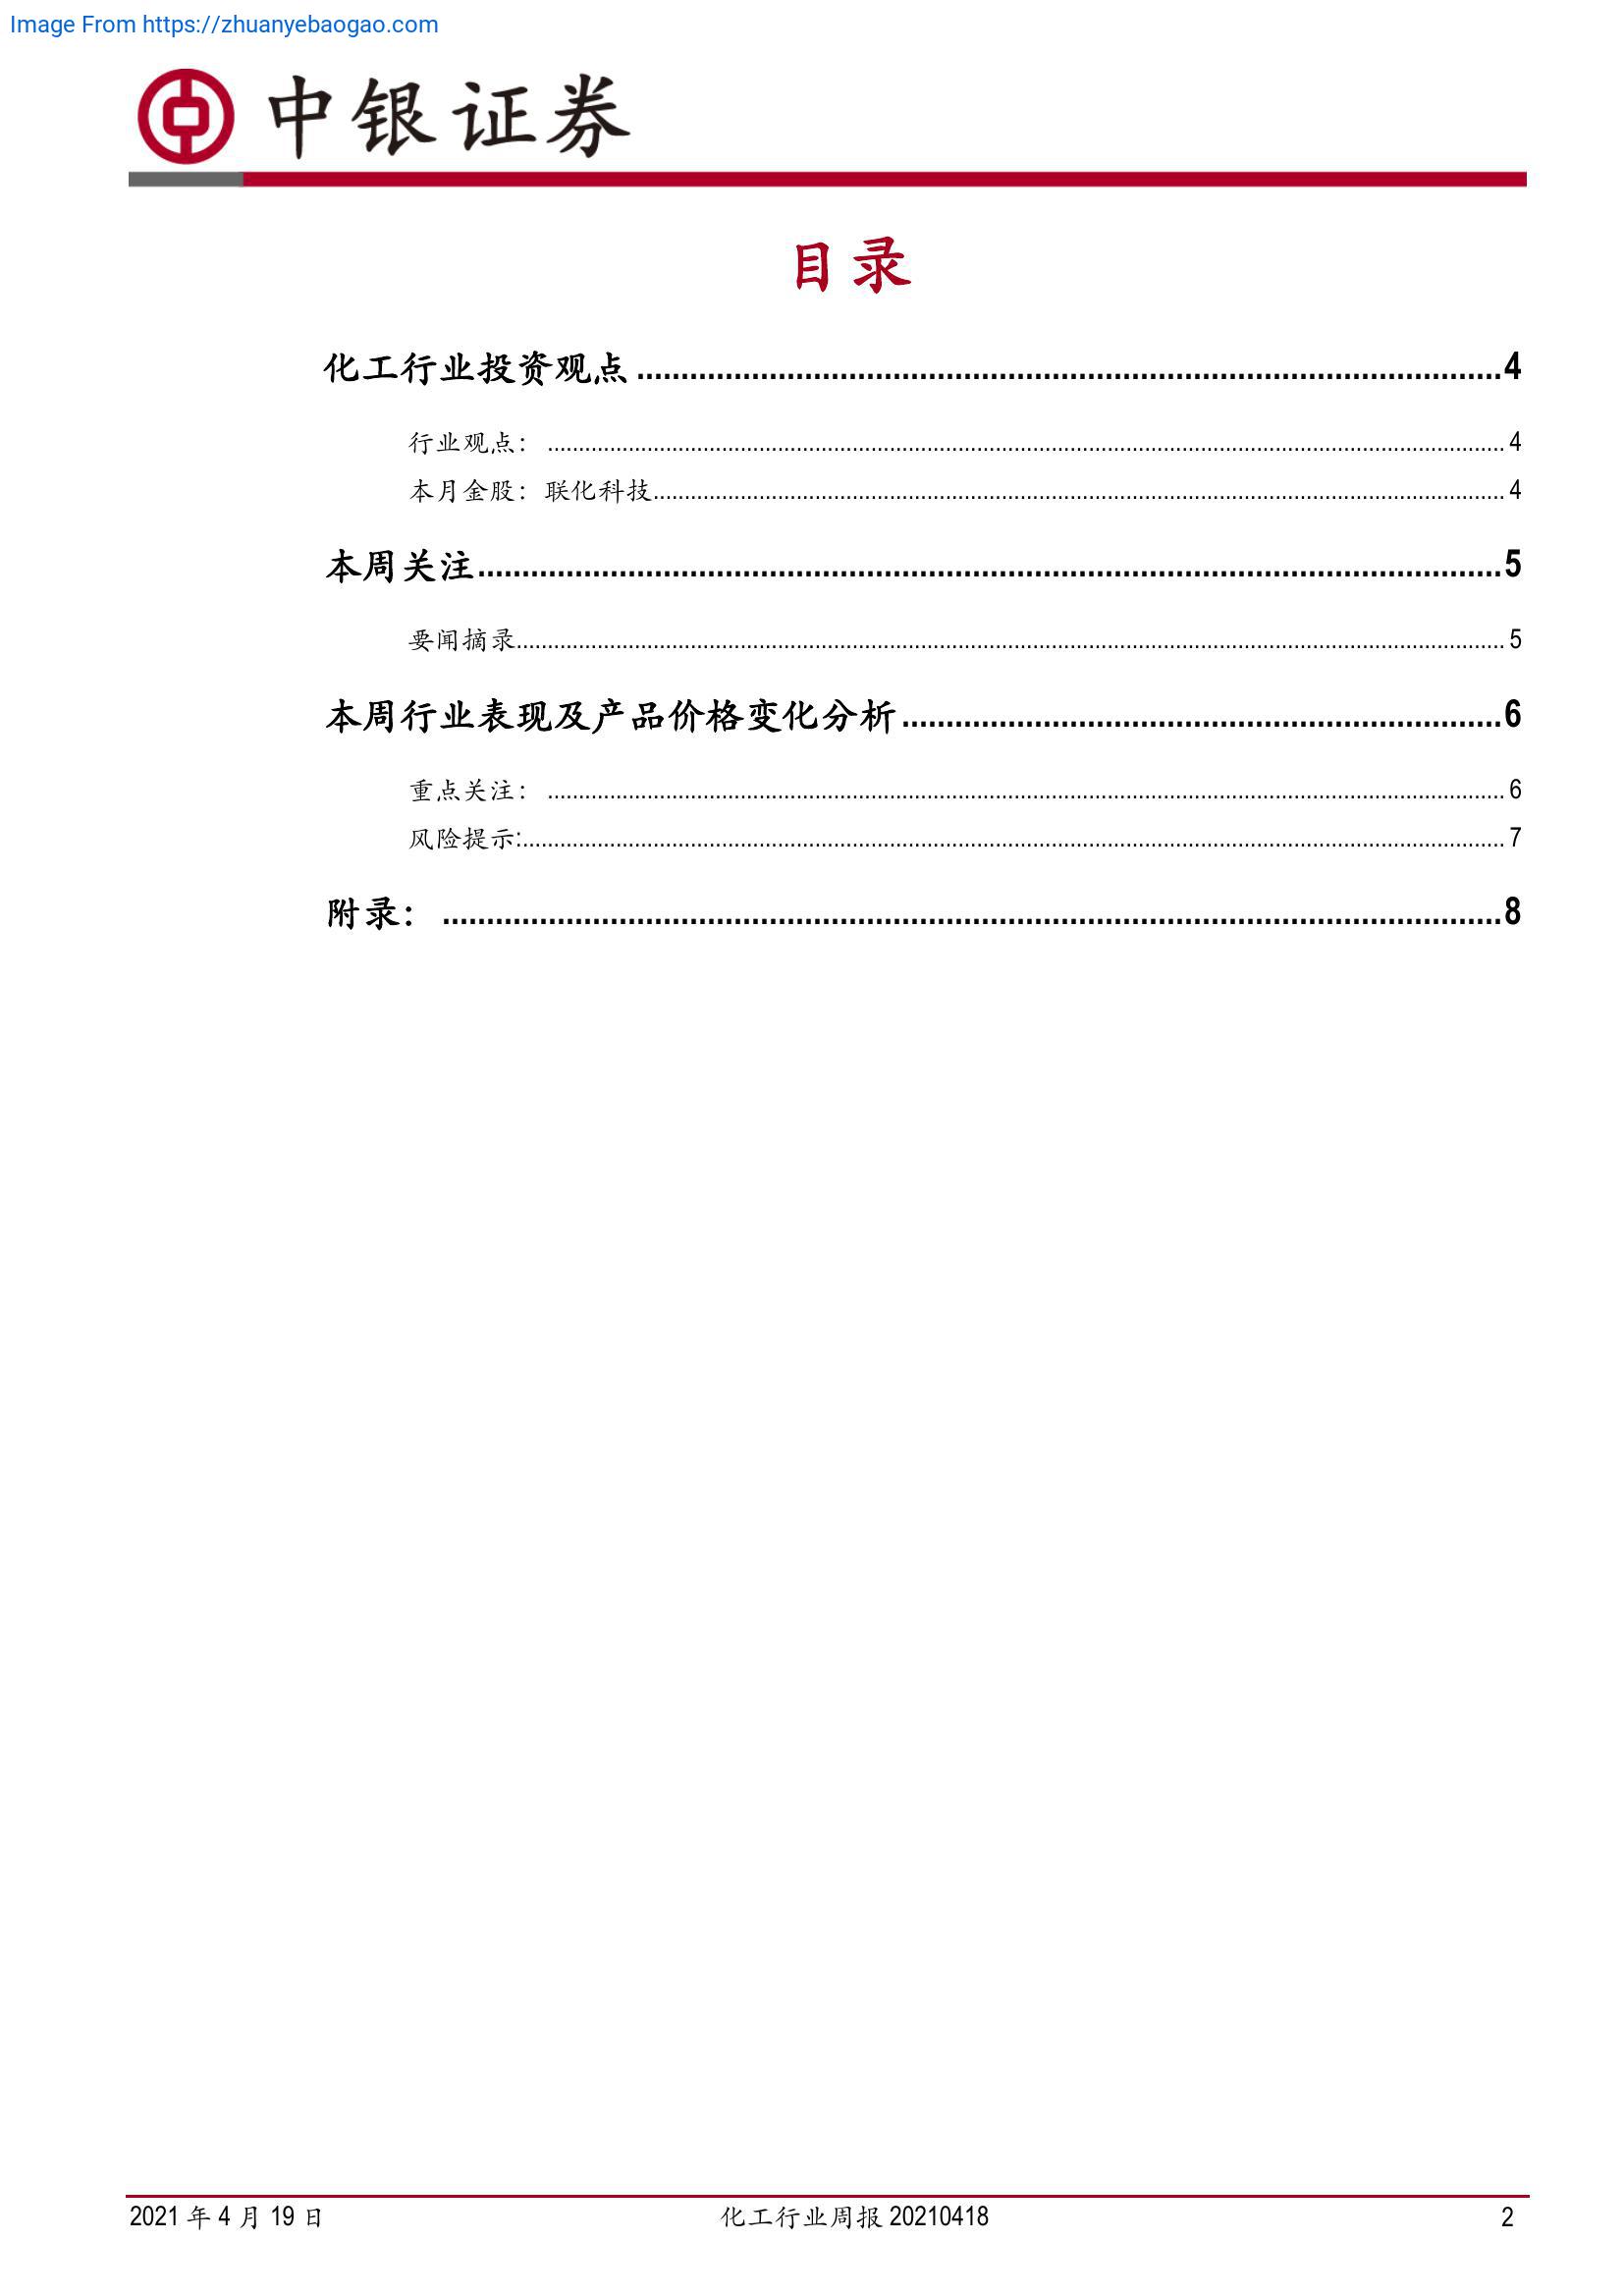 Image From https://zhuanyebaogao.com
中银证券
目录
化工行业投资观点 ........................................................................................................4
行业观点： ........................................................................................................ 4
本月金股：联化科技........................................................................................................ 4
本周关注........................................................................................................5
要闻摘录........................................................................................................ 5
本周行业表现及产品价格变化分析 ........................................................................................................6
重点关注： ........................................................................................................ 6
风险提示:........................................................................................................ 7
附录： ........................................................................................................8
2021 年 4 月 19 日 化工行业周报 20210418 2